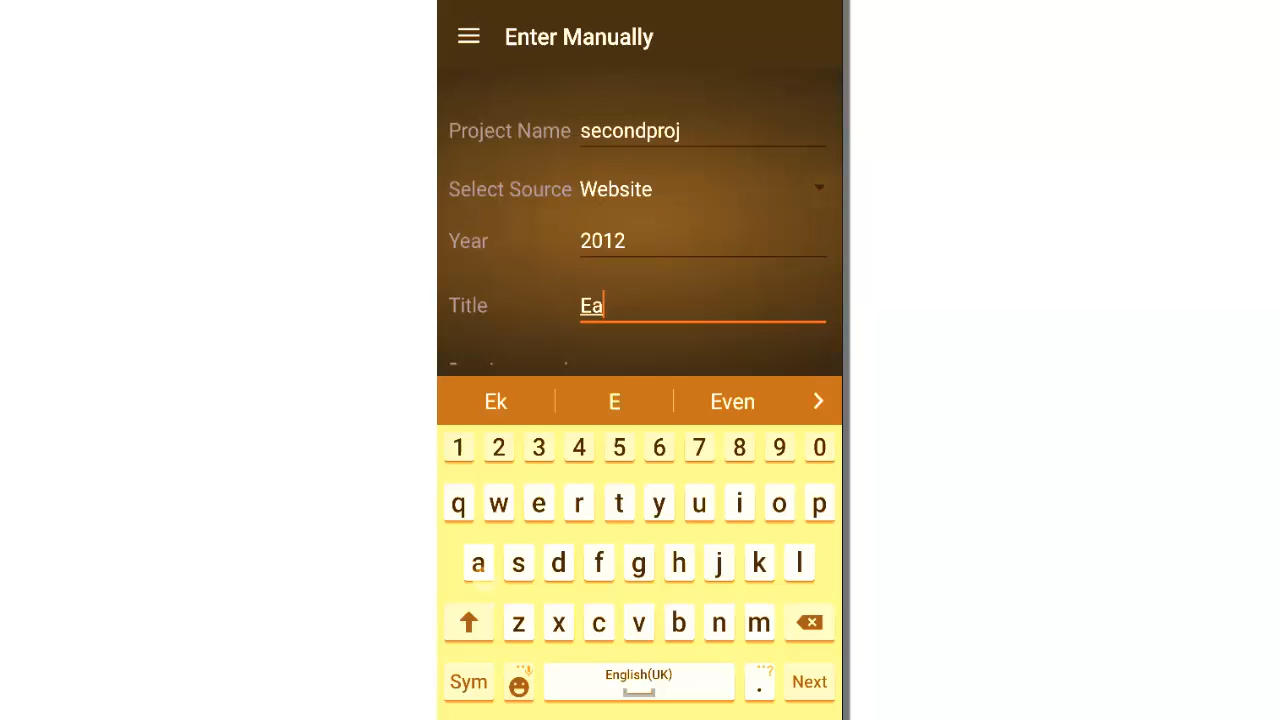 Enter Manually
Project Name secondproj
Select Source Website
Year 2012
Title Ea
Ek E Even
1 2 3 4 5 6 7 8 9 0
q w e r t y u i o p
a s d f g h j k l
z x c v b n m
Sym English(UK) . ? Next